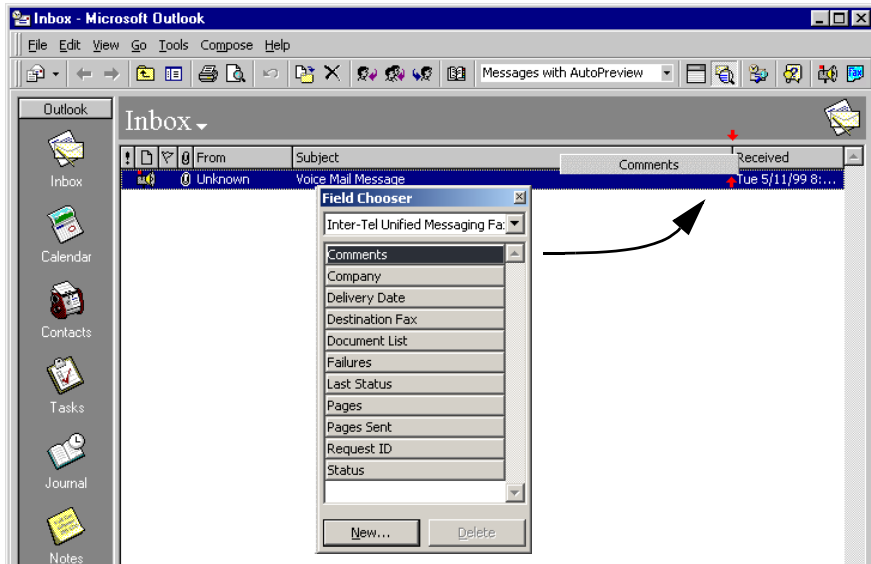 Inbox - Microsoft Outlook
File Edit View Go Tools Compose Help
Messages with AutoPreview
Fax
Outlook
Inbox
! From Subject Comments Received
Unknown Voice Mail Message Tue 5/11/99 8:...
Inbox
Calendar
Contacts
Tasks
Journal
Notes
Field Chooser
Inter-Tel Unified Messaging Fa
Comments
Company
Delivery Date
Destination Fax
Document List
Failures
Last Status
Pages
Pages Sent
Request ID
Status
New... Delete